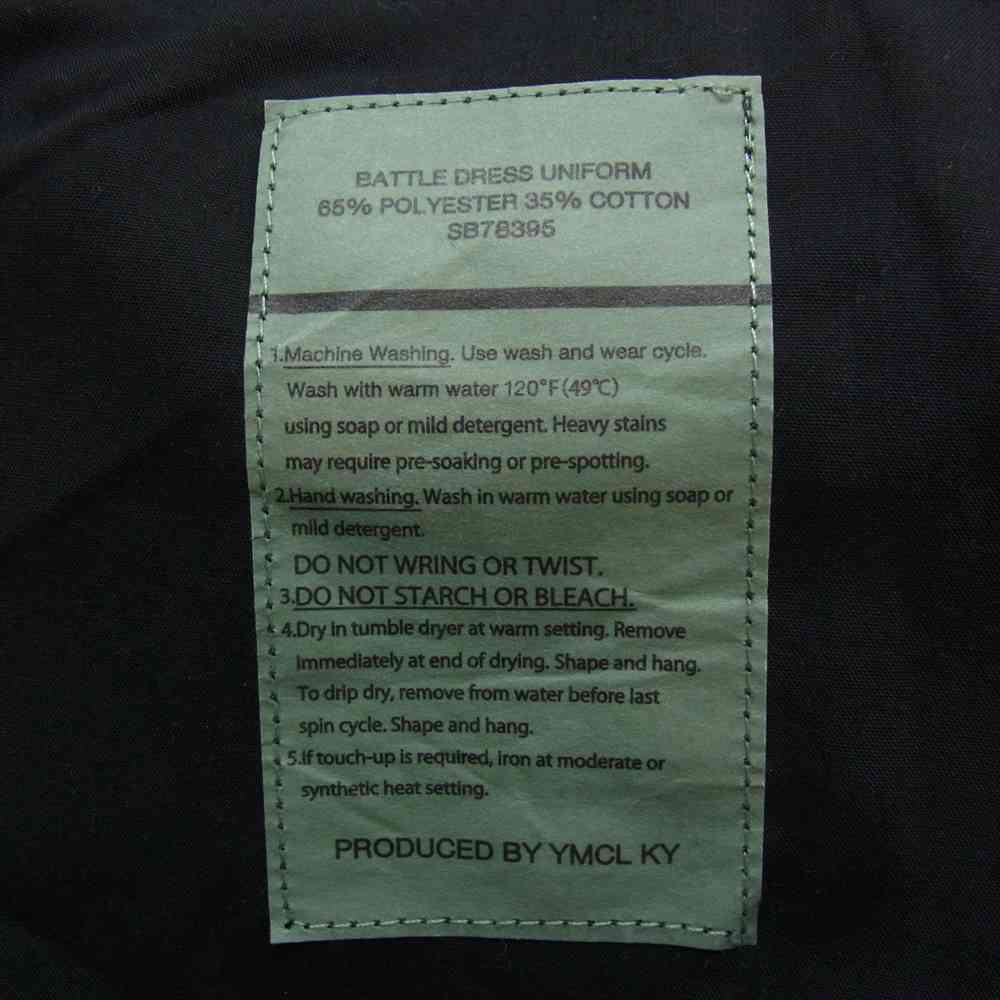 BATTLE DRESS UNIFORM
65% POLYESTER 35% COTTON
SB78395
1.Machine Washing. Use wash and wear cycle.
Wash with warm water 120°F(49℃)
using soap or mild detergent. Heavy stains
may require pre-soaking or pre-spotting.
2.Hand washing. Wash in warm water using soap or
mild detergent.
DO NOT WRING OR TWIST.
3.DO NOT STARCH OR BLEACH.
4.Dry in tumble dryer at warm setting. Remove
immediately at end of drying. Shape and hang.
To drip dry, remove from water before last
spin cycle. Shape and hang.
5.If touch-up is required, iron at moderate or
synthetic heat setting.
PRODUCED BY YMCL KY